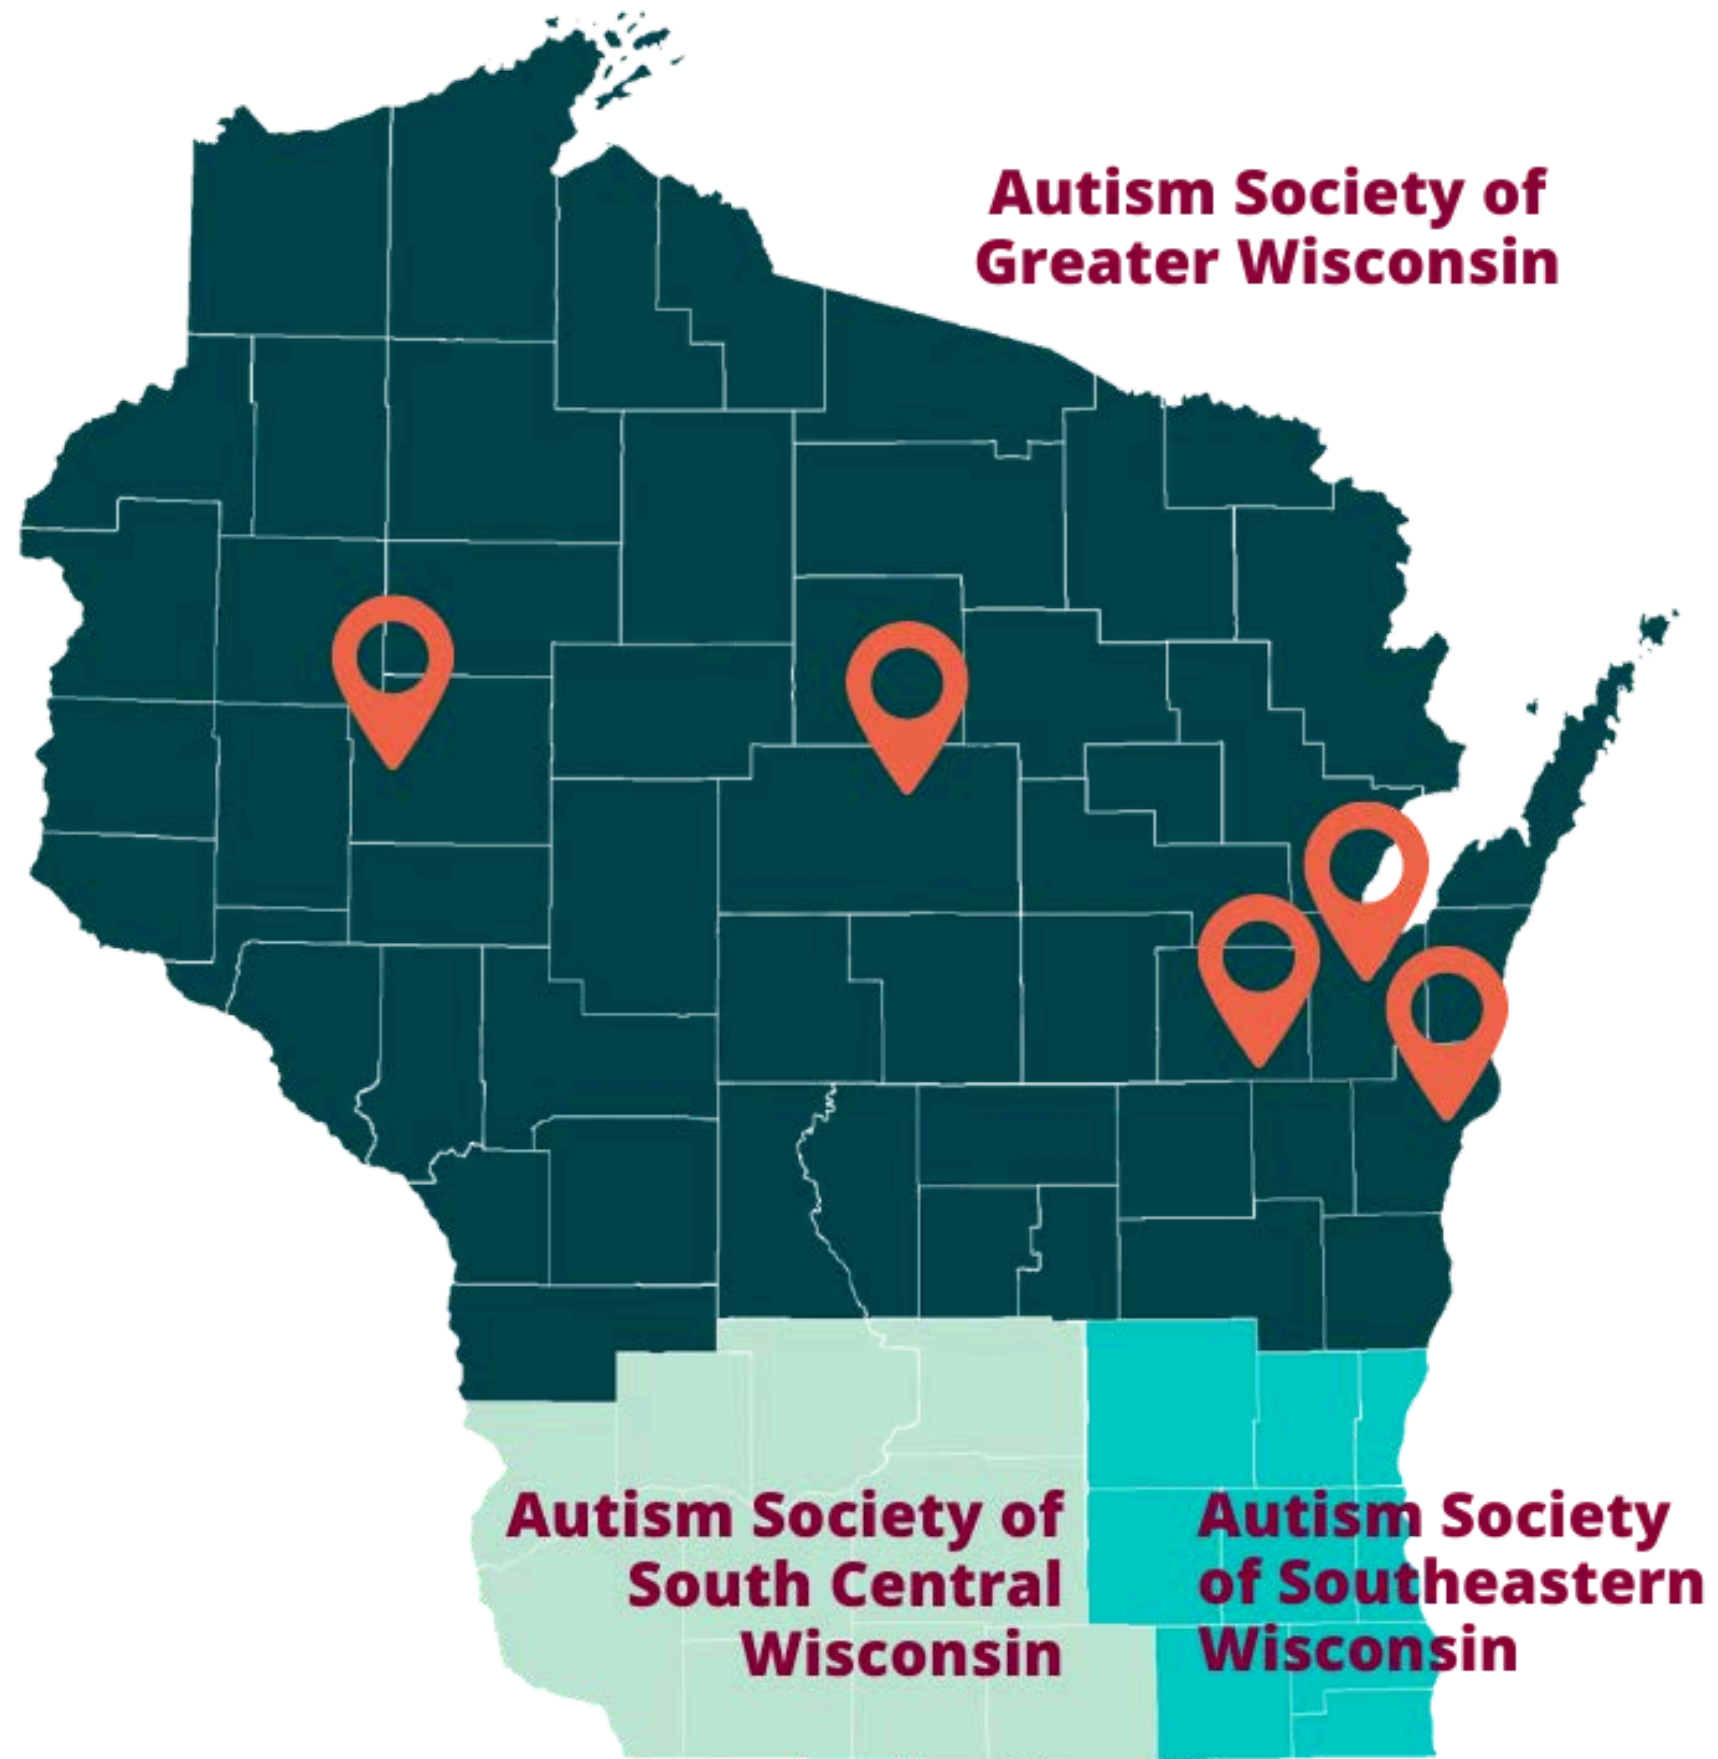 Autism Society of
Greater Wisconsin
Autism Society of
South Central
Wisconsin
Autism Society
of Southeastern
Wisconsin